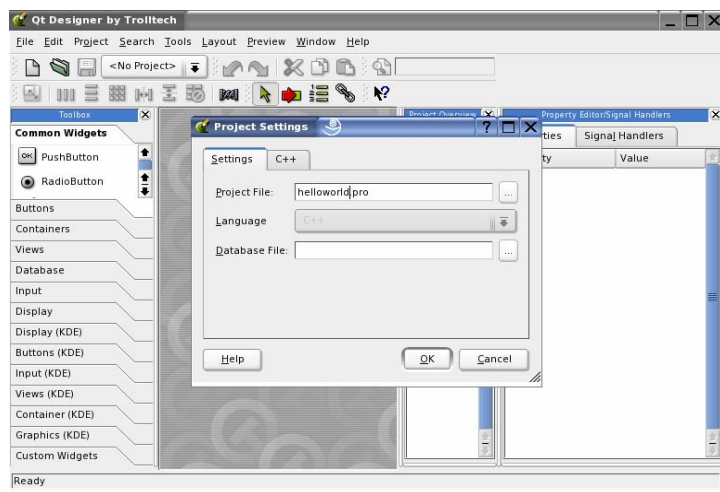 Qt Designer by Trolltech
File Edit Project Search Tools Layout Preview Window Help
<No Project>
Toolbox
Common Widgets
OK PushButton
RadioButton
Buttons
Containers
Views
Database
Input
Display
Display (KDE)
Buttons (KDE)
Input (KDE)
Views (KDE)
Container (KDE)
Graphics (KDE)
Custom Widgets
Project Settings
Settings C++
Project File: helloworld.pro ...
Language C++
Database File: ...
Help OK Cancel
Project Overview
Property Editor/Signal Handlers
ties Signal Handlers
ty Value
Ready